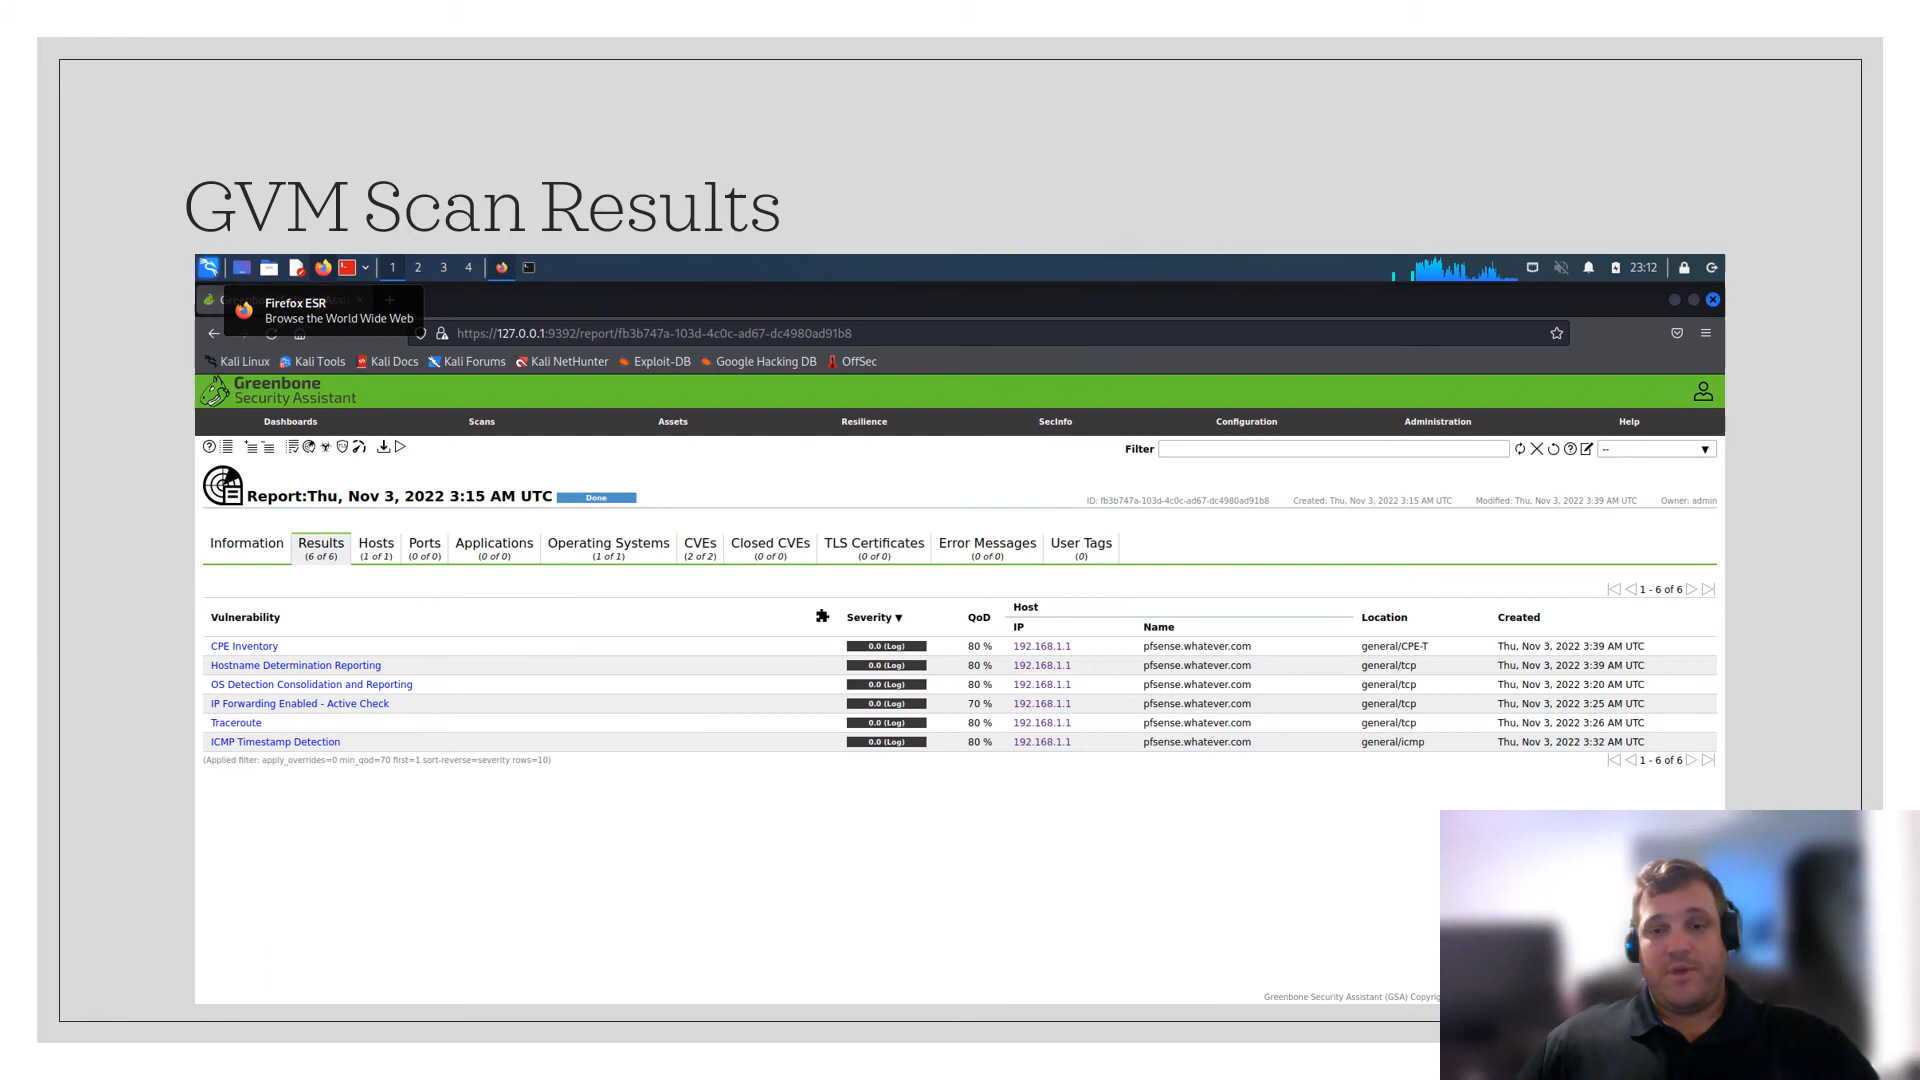 GVM Scan Results
1 2 3 4 23:12
Firefox ESR
Browse the World Wide Web
https://127.0.0.1:9392/report/fb3b747a-103d-4c0c-ad67-dc4980ad91b8
Kali Linux Kali Tools Kali Docs Kali Forums Kali NetHunter Exploit-DB Google Hacking DB OffSec
Greenbone
Security Assistant
Dashboards Scans Assets Resilience SecInfo Configuration Administration Help
Filter --
Report:Thu, Nov 3, 2022 3:15 AM UTC Done ID: fb3b747a-103d-4c0c-ad67-dc4980ad91b8 Created: Thu, Nov 3, 2022 3:15 AM UTC Modified: Thu, Nov 3, 2022 3:39 AM UTC Owner: admin
Information Results Hosts Ports Applications Operating Systems CVEs Closed CVEs TLS Certificates Error Messages User Tags
(6 of 6) (1 of 1) (0 of 0) (0 of 0) (1 of 1) (2 of 2) (0 of 0) (0 of 0) (0 of 0) (0)
1 - 6 of 6
Host
Vulnerability Severity ▼ QoD Location Created
IP Name
CPE Inventory 0.0 (Log) 80 % 192.168.1.1 pfsense.whatever.com general/CPE-T Thu, Nov 3, 2022 3:39 AM UTC
Hostname Determination Reporting 0.0 (Log) 80 % 192.168.1.1 pfsense.whatever.com general/tcp Thu, Nov 3, 2022 3:39 AM UTC
OS Detection Consolidation and Reporting 0.0 (Log) 80 % 192.168.1.1 pfsense.whatever.com general/tcp Thu, Nov 3, 2022 3:20 AM UTC
IP Forwarding Enabled - Active Check 0.0 (Log) 70 % 192.168.1.1 pfsense.whatever.com general/tcp Thu, Nov 3, 2022 3:25 AM UTC
Traceroute 0.0 (Log) 80 % 192.168.1.1 pfsense.whatever.com general/tcp Thu, Nov 3, 2022 3:26 AM UTC
ICMP Timestamp Detection 0.0 (Log) 80 % 192.168.1.1 pfsense.whatever.com general/icmp Thu, Nov 3, 2022 3:32 AM UTC
(Applied filter: apply_overrides=0 min_qod=70 first=1 sort-reverse=severity rows=10) 1 - 6 of 6
Greenbone Security Assistant (GSA) Copyrig